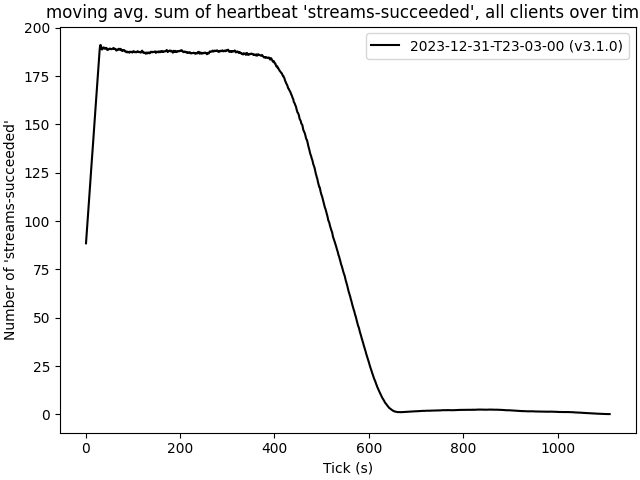 moving avg. sum of heartbeat 'streams-succeeded', all clients over tim
2023-12-31-T23-03-00 (v3.1.0)
Number of 'streams-succeeded'
200
175
150
125
100
75
50
25
0
0 200 400 600 800 1000
Tick (s)